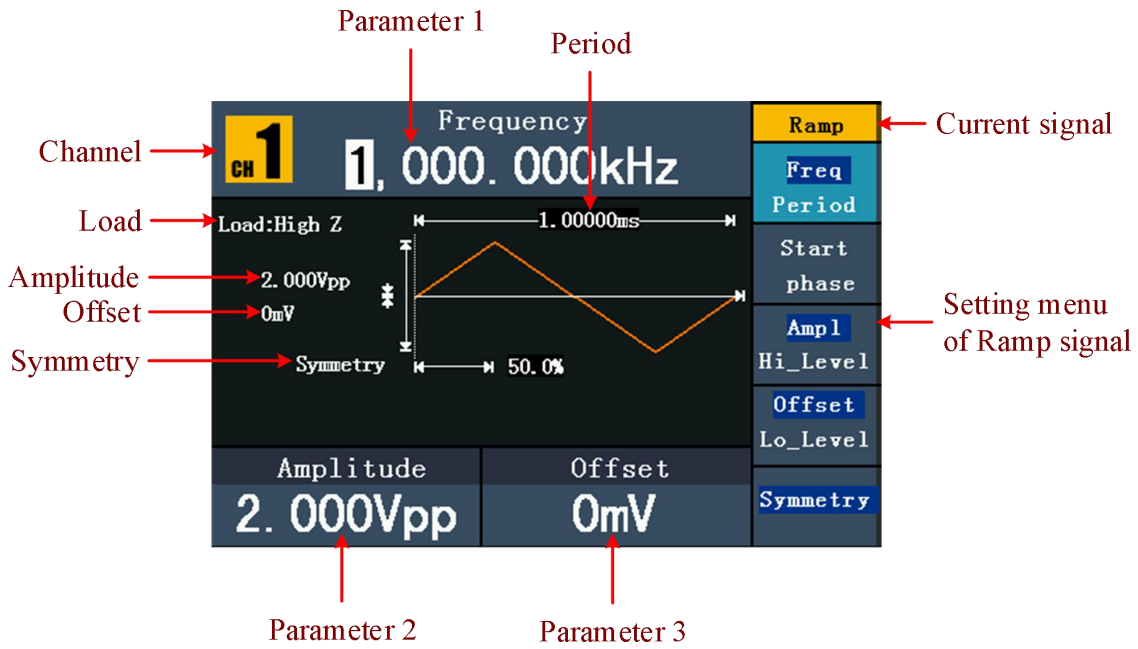 Parameter 1
Period
Frequency
CH 1
1, 000. 000kHz
Ramp
Current signal
Channel
Freq
Period
Load
Load:High Z
1.00000ms
Start
phase
Amplitude
2.000Vpp
Offset
0mV
Ampl
Hi_Level
Setting menu
of Ramp signal
Symmetry
Symmetry
50.0%
Offset
Lo_Level
Amplitude
2. 000Vpp
Offset
0mV
Symmetry
Parameter 2
Parameter 3